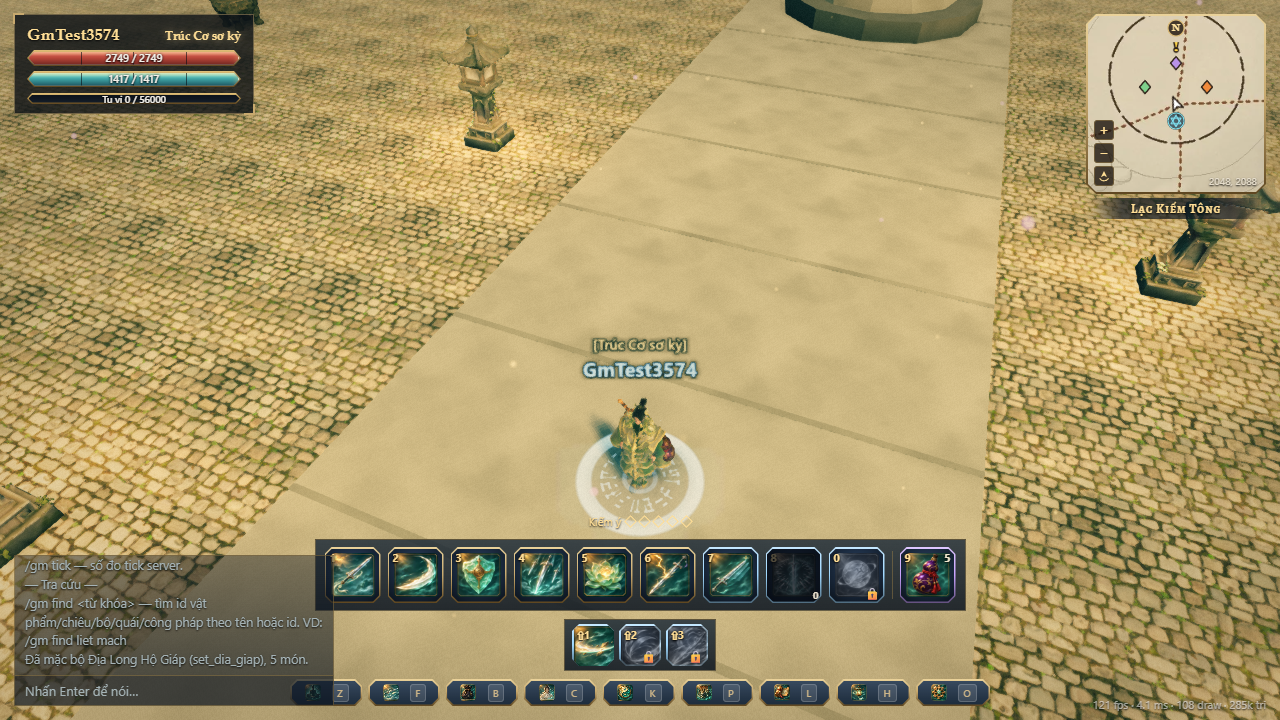 GmTest3574
Trúc Cơ sơ kỳ
2749 / 2749
1417 / 1417
Tu vi 0 / 56000
N
+
−
2048, 2088
Lạc Kiếm Tông
[Trúc Cơ sơ kỳ]
GmTest3574
Kiếm ý
2
3
4
5
6
7
8
0
0
9
5
1
2
3
/gm tick — số đo tick server.
— Tra cứu —
/gm find <từ khóa> — tìm id vật
phẩm/chiêu/bộ/quái/công pháp theo tên hoặc id. VD:
/gm find liet mach
Đã mặc bộ Địa Long Hộ Giáp (set_dia_giap), 5 món.
Nhấn Enter để nói...
Z
F
B
C
K
P
L
H
O
121 fps · 4.1 ms · 108 draw · 285k tri